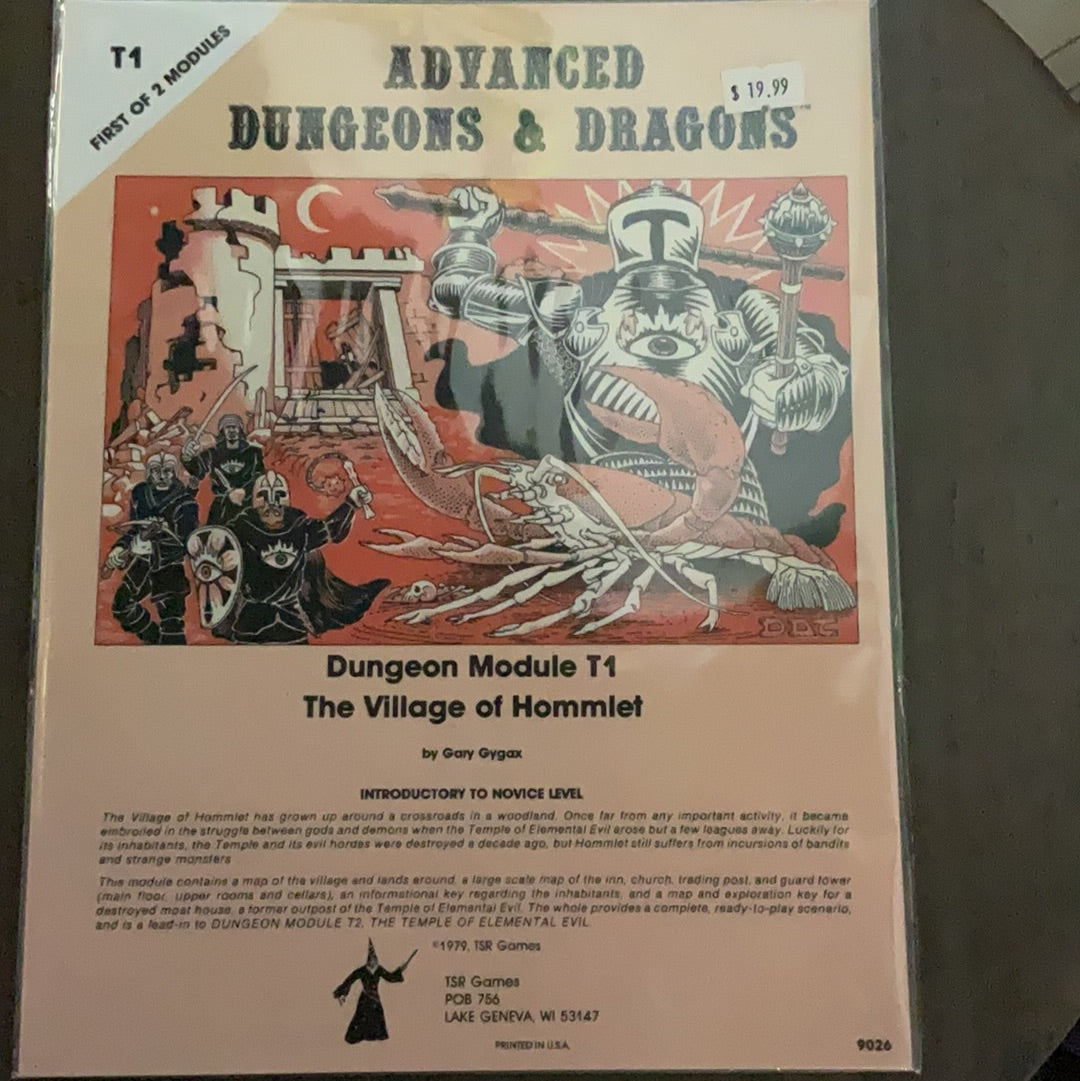 T1
FIRST OF 2 MODULES
ADVANCED
$ 19.99
DUNGEONS & DRAGONS™
DAT
Dungeon Module T1
The Village of Hommlet
by Gary Gygax
INTRODUCTORY TO NOVICE LEVEL
The Village of Hommlet has grown up around a crossroads in a woodland. Once far from any important activity, it became
embroiled in the struggle between gods and demons when the Temple of Elemental Evil arose but a few leagues away. Luckily for
its inhabitants, the Temple and its evil hordes were destroyed a decade ago, but Hommlet still suffers from incursions of bandits
and strange monsters
This module contains a map of the village and lands around, a large scale map of the inn, church, trading post, and guard tower
(main floor, upper rooms and cellars), an informational key regarding the inhabitants, and a map and exploration key for a
destroyed moat house, a former outpost of the Temple of Elemental Evil. The whole provides a complete, ready-to-play scenario,
and is a lead-in to DUNGEON MODULE T2, THE TEMPLE OF ELEMENTAL EVIL.
©1979, TSR Games
TSR Games
POB 756
LAKE GENEVA, WI 53147
PRINTED IN U.S.A.
9026